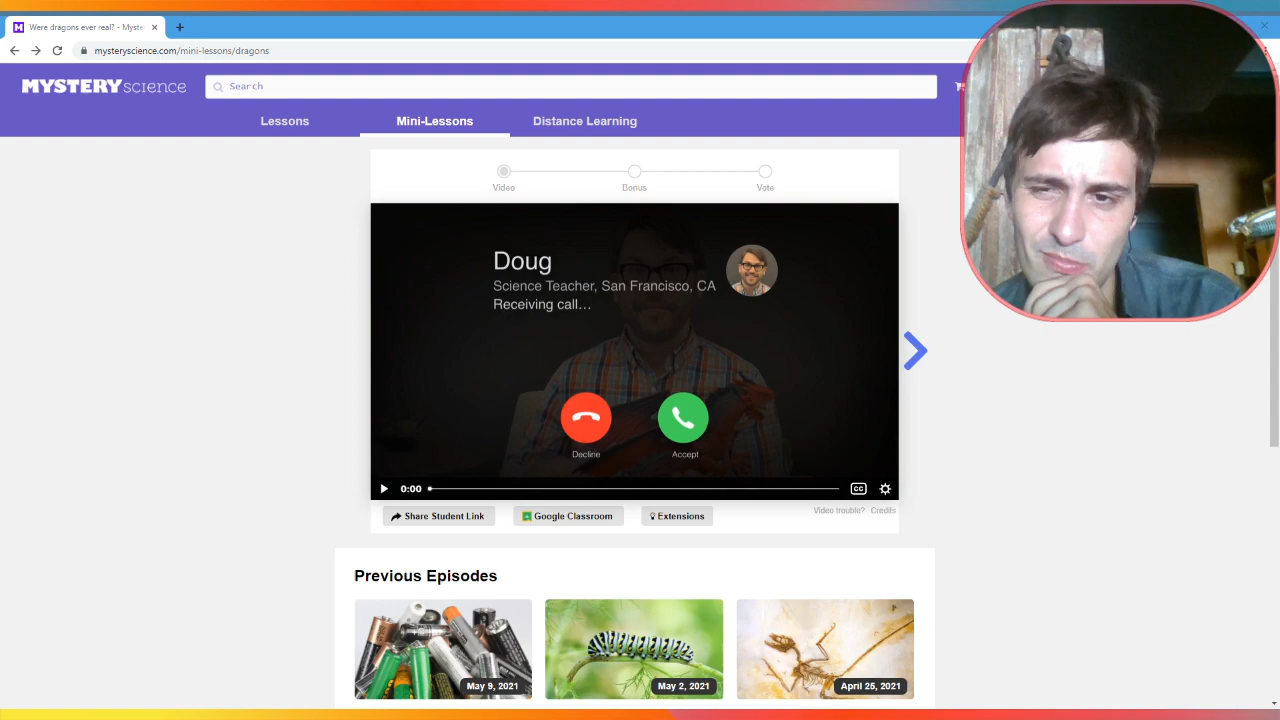 Were dragons ever real? - Myste
mysteryscience.com/mini-lessons/dragons
MYSTERY science
Search
Lessons
Mini-Lessons
Distance Learning
Video
Bonus
Vote
Doug
Science Teacher, San Francisco, CA
Receiving call…
Decline
Accept
0:00
CC
Share Student Link
Google Classroom
Extensions
Video trouble?
Credits
Previous Episodes
May 9, 2021
May 2, 2021
April 25, 2021